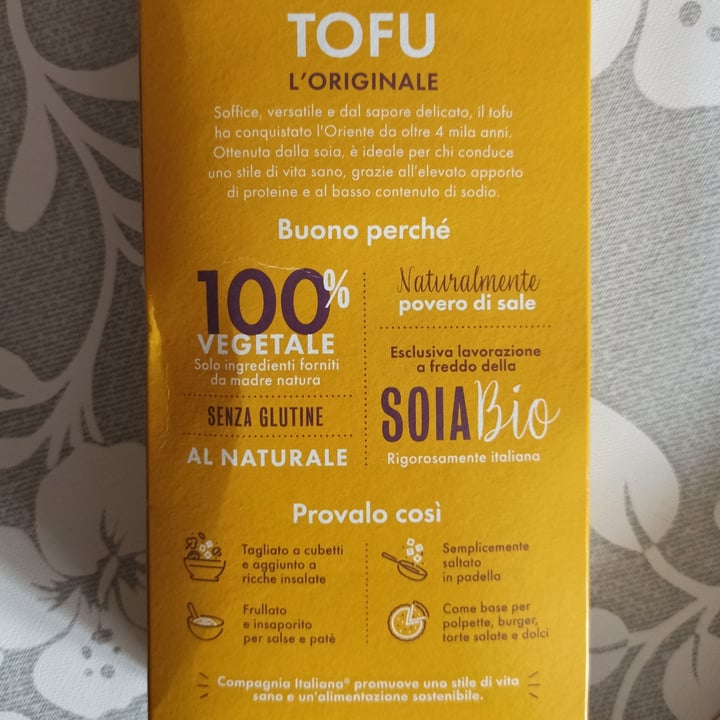 TOFU
L'ORIGINALE
Soffice, versatile e dal sapore delicato, il tofu
ha conquistato l'Oriente da oltre 4 mila anni.
Ottenuta dalla soia, è ideale per chi conduce
uno stile di vita sano, grazie all'elevato apporto
di proteine e al basso contenuto di sodio.
Buono perché
100%
VEGETALE
Solo ingredienti forniti
da madre natura
SENZA GLUTINE
AL NATURALE
Naturalmente
povero di sale
Esclusiva lavorazione
a freddo della
SOIA Bio
Rigorosamente italiana
Provalo così
Tagliato a cubetti
e aggiunto a
ricche insalate
Semplicemente
saltato
in padella
Frullato
e insaporito
per salse e patè
Come base per
polpette, burger,
torte salate e dolci
Compagnia Italiana® promuove uno stile di vita
sano e un'alimentazione sostenibile.